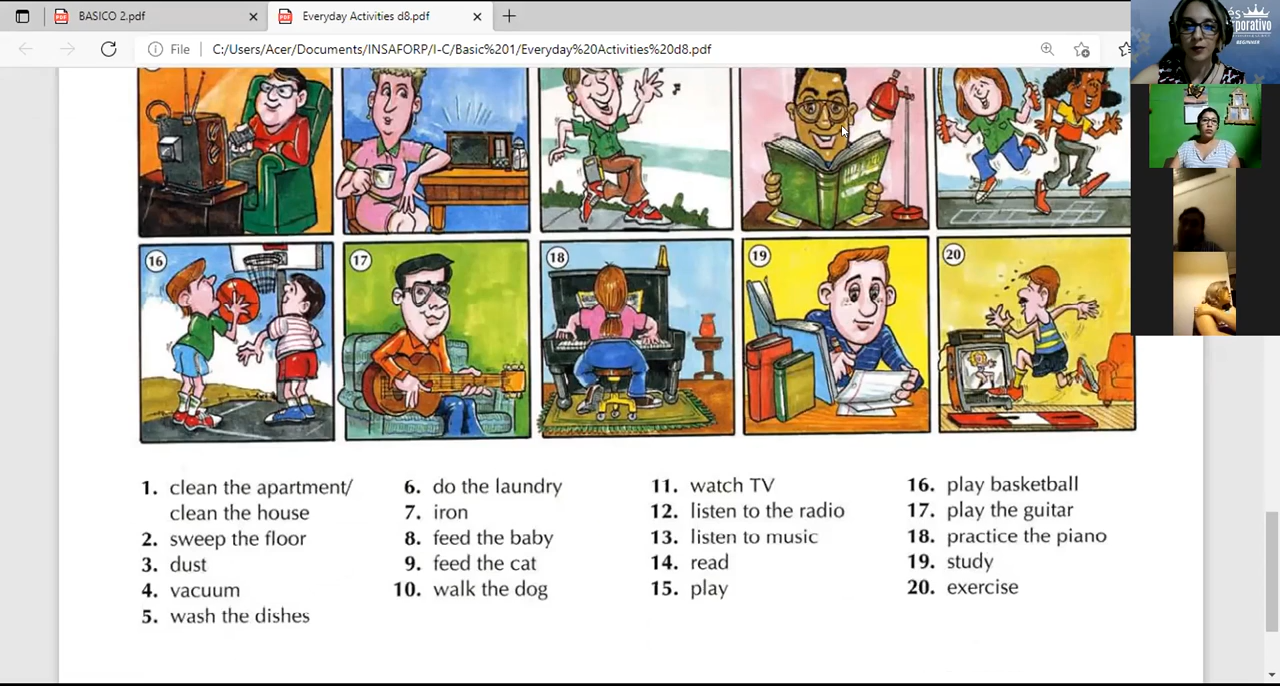 BASICO 2.pdf
Everyday Activities d8.pdf
File
C:/Users/Acer/Documents/INSAFORP/I-C/Basic%201/Everyday%20Activities%20d8.pdf
BEGINNER
16
17
18
19
20
1. clean the apartment/
clean the house
2. sweep the floor
3. dust
4. vacuum
5. wash the dishes
6. do the laundry
7. iron
8. feed the baby
9. feed the cat
10. walk the dog
11. watch TV
12. listen to the radio
13. listen to music
14. read
15. play
16. play basketball
17. play the guitar
18. practice the piano
19. study
20. exercise